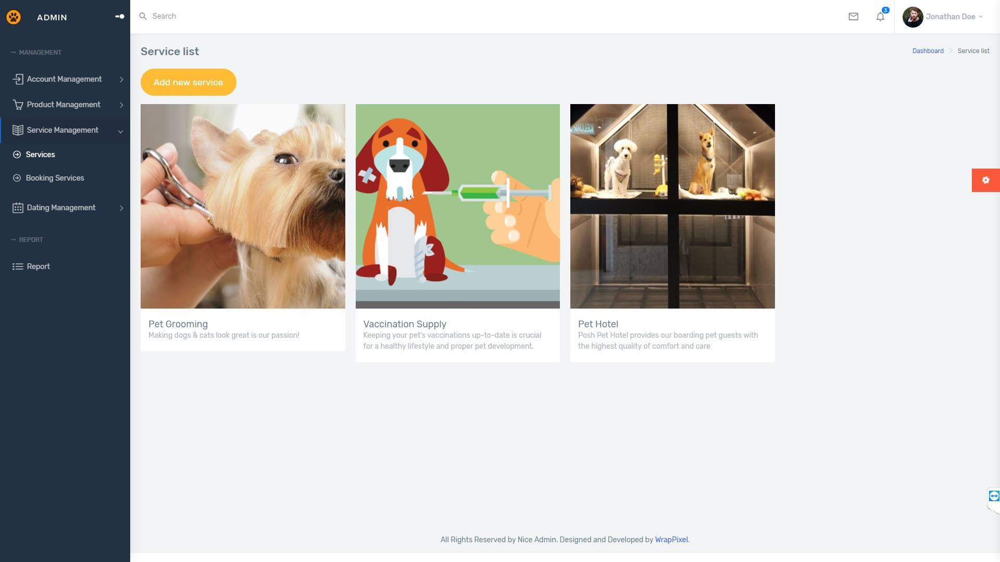 ADMIN
Search
3
Jonathan Doe
MANAGEMENT
Account Management
Product Management
Service Management
Services
Booking Services
Dating Management
REPORT
Report
Service list
Dashboard
Service list
Add new service
Pet Grooming
Making dogs & cats look great is our passion!
Vaccination Supply
Keeping your pet's vaccinations up-to-date is crucial
for a healthy lifestyle and proper pet development.
Pet Hotel
Posh Pet Hotel provides our boarding pet guests with
the highest quality of comfort and care
All Rights Reserved by Nice Admin. Designed and Developed by WrapPixel.